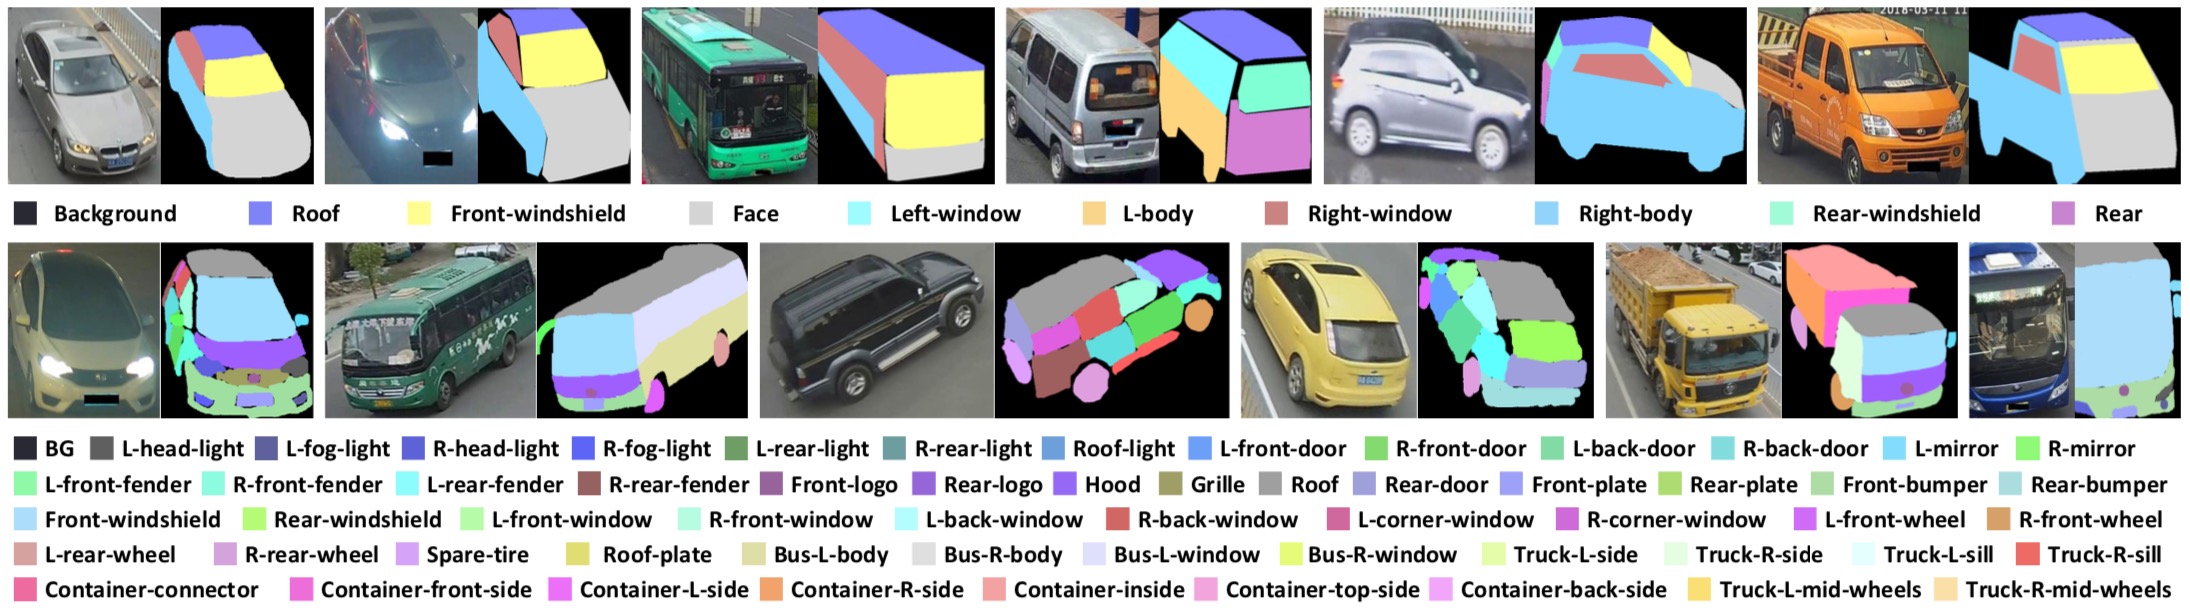 2018-03-11 11
Background Roof Front-windshield Face Left-window L-body Right-window Right-body Rear-windshield Rear
BG L-head-light L-fog-light R-head-light R-fog-light L-rear-light R-rear-light Roof-light L-front-door R-front-door L-back-door R-back-door L-mirror R-mirror
L-front-fender R-front-fender L-rear-fender R-rear-fender Front-logo Rear-logo Hood Grille Roof Rear-door Front-plate Rear-plate Front-bumper Rear-bumper
Front-windshield Rear-windshield L-front-window R-front-window L-back-window R-back-window L-corner-window R-corner-window L-front-wheel R-front-wheel
L-rear-wheel R-rear-wheel Spare-tire Roof-plate Bus-L-body Bus-R-body Bus-L-window Bus-R-window Truck-L-side Truck-R-side Truck-L-sill Truck-R-sill
Container-connector Container-front-side Container-L-side Container-R-side Container-inside Container-top-side Container-back-side Truck-L-mid-wheels Truck-R-mid-wheels